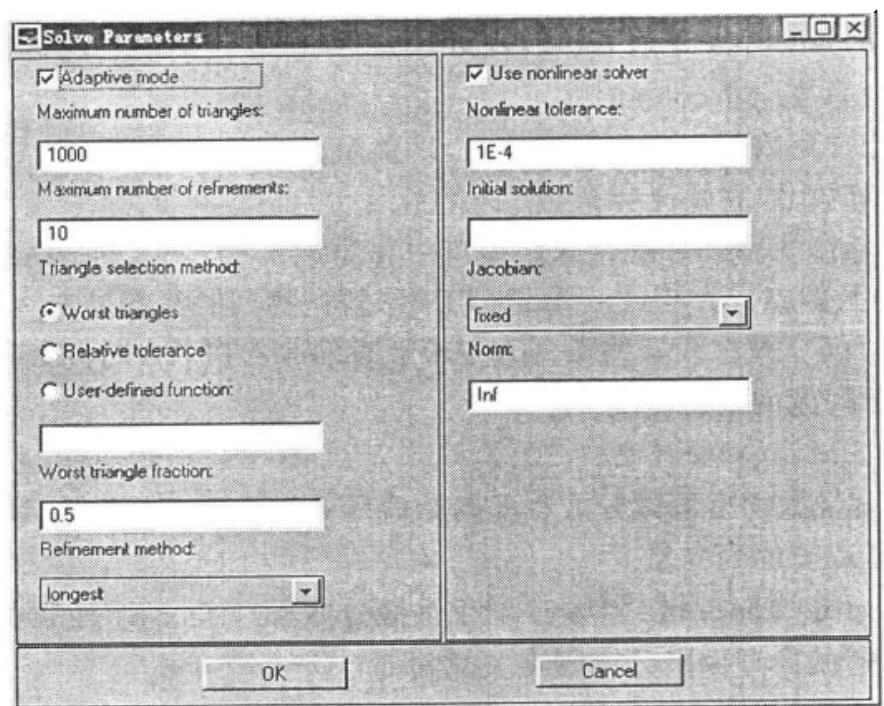 Solve Parameters
Adaptive mode
Maximum number of triangles:
1000
Maximum number of refinements:
10
Triangle selection method:
Worst triangles
Relative tolerance
User-defined function:
Worst triangle fraction:
0.5
Refinement method:
longest
Use nonlinear solver
Nonlinear tolerance:
1E-4
Initial solution:
Jacobian:
fixed
Norm:
Inf
OK
Cancel